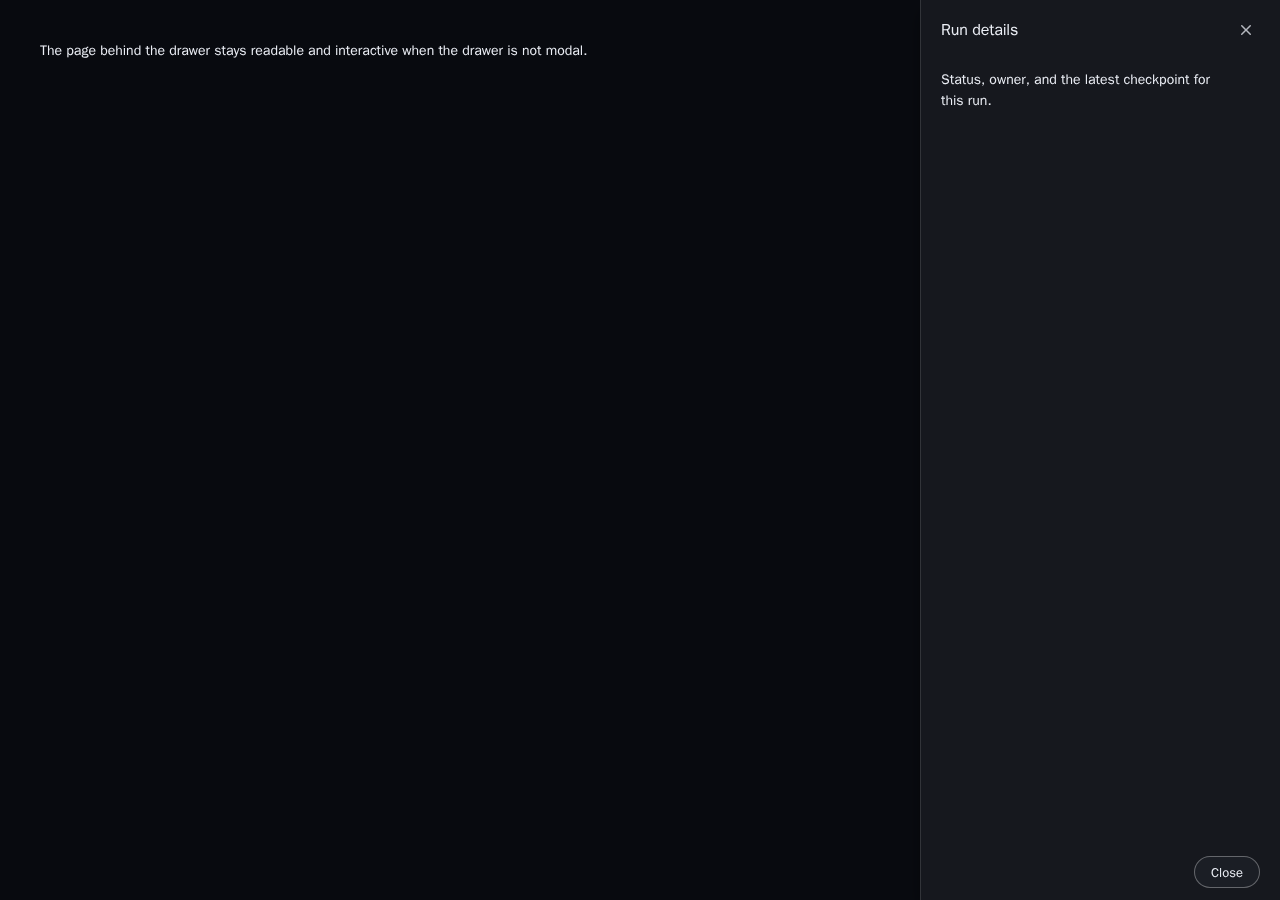 The page behind the drawer stays readable and interactive when the drawer is not modal.
Run details
Status, owner, and the latest checkpoint for
this run.
Close